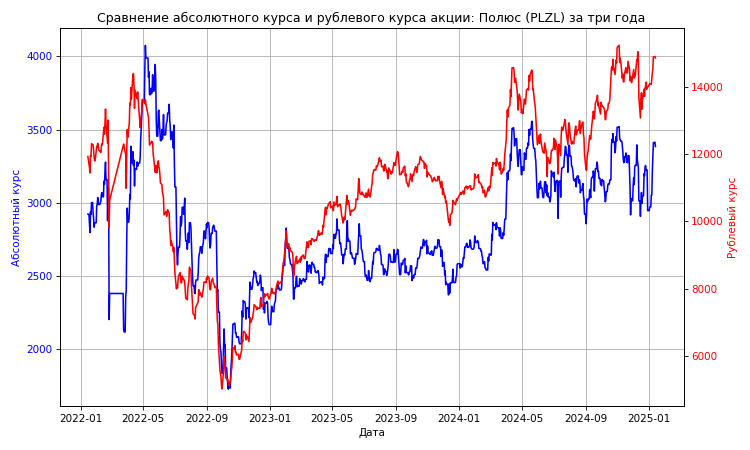 Сравнение абсолютного курса и рублевого курса акции: Полюс (PLZL) за три года
Абсолютный курс
4000
3500
3000
2500
2000
14000
12000
10000
8000
6000
Рублевый курс
2022-01 2022-05 2022-09 2023-01 2023-05 2023-09 2024-01 2024-05 2024-09 2025-01
Дата